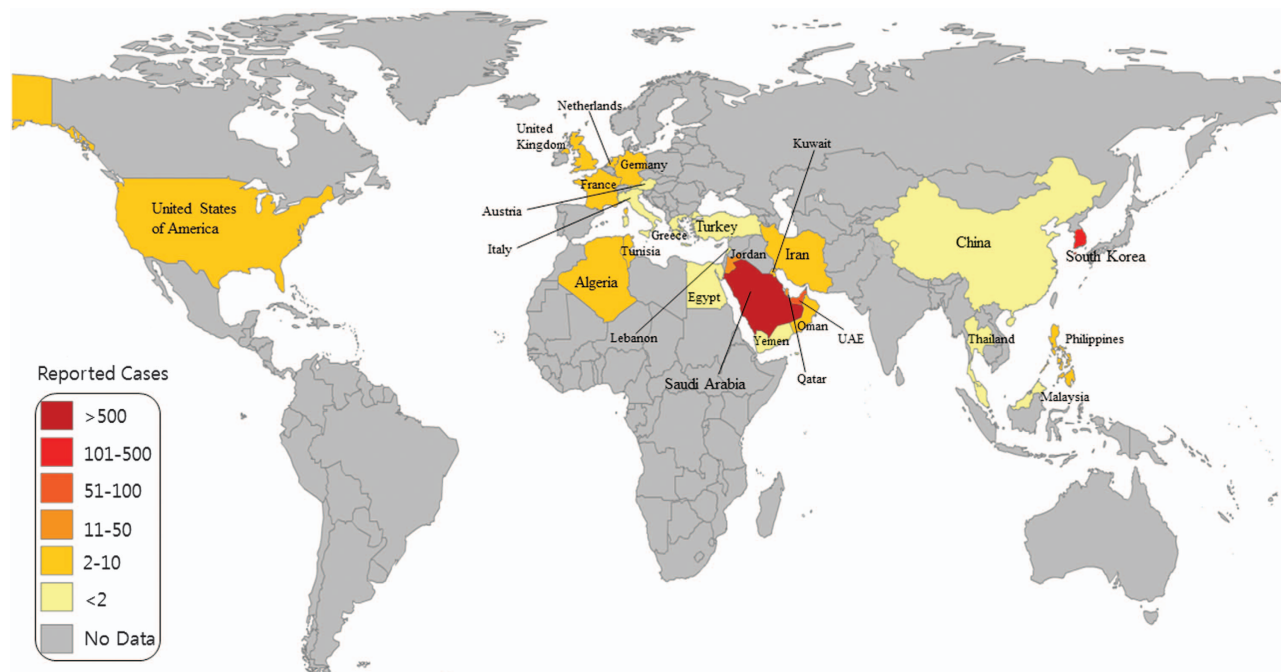 Netherlands
United
Kingdom
Germany
Kuwait
France
United States
of America
Austria
Turkey
Italy
Greece
China
Tunisia
Jordan
Iran
South Korea
Algeria
Egypt
Lebanon
Oman
UAE
Yemen
Thailand
Philippines
Qatar
Saudi Arabia
Malaysia
Reported Cases
>500
101-500
51-100
11-50
2-10
<2
No Data